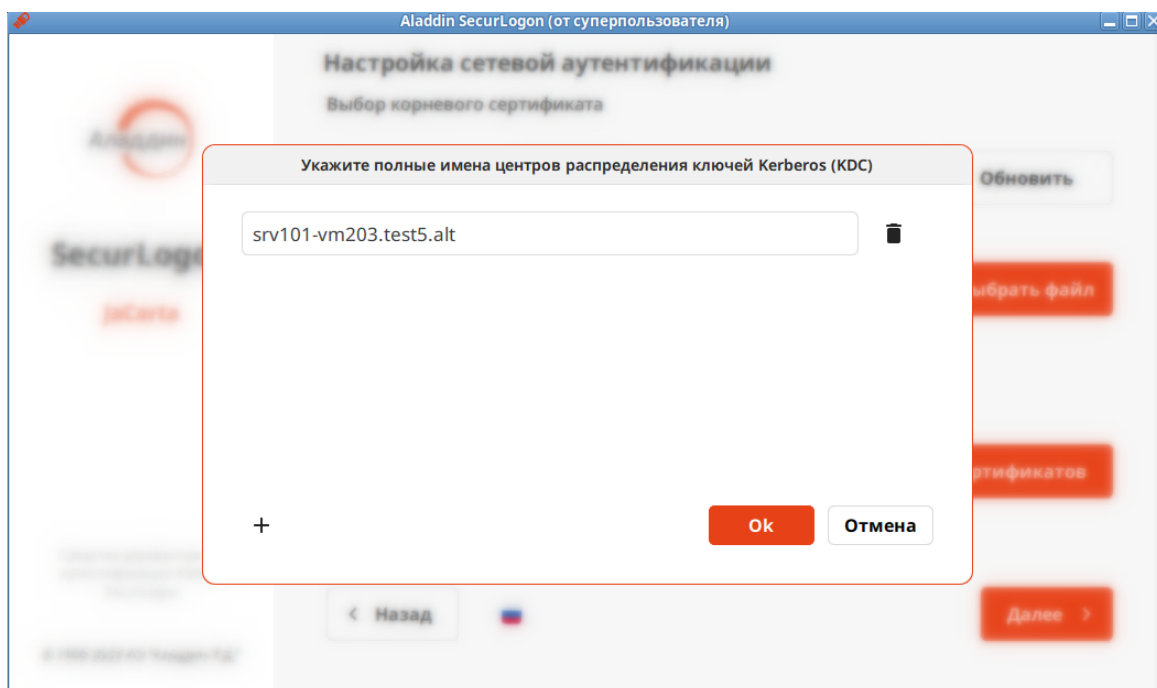 Aladdin SecurLogon (от суперпользователя)
Настройка сетевой аутентификации
Выбор корневого сертификата
Аладдин
Укажите полные имена центров распределения ключей Kerberos (KDC)
Обновить
srv101-vm203.test5.alt
SecurLogo
ыбрать файл
JaCarta
ртификатов
+
Ok
Отмена
< Назад
Далее >